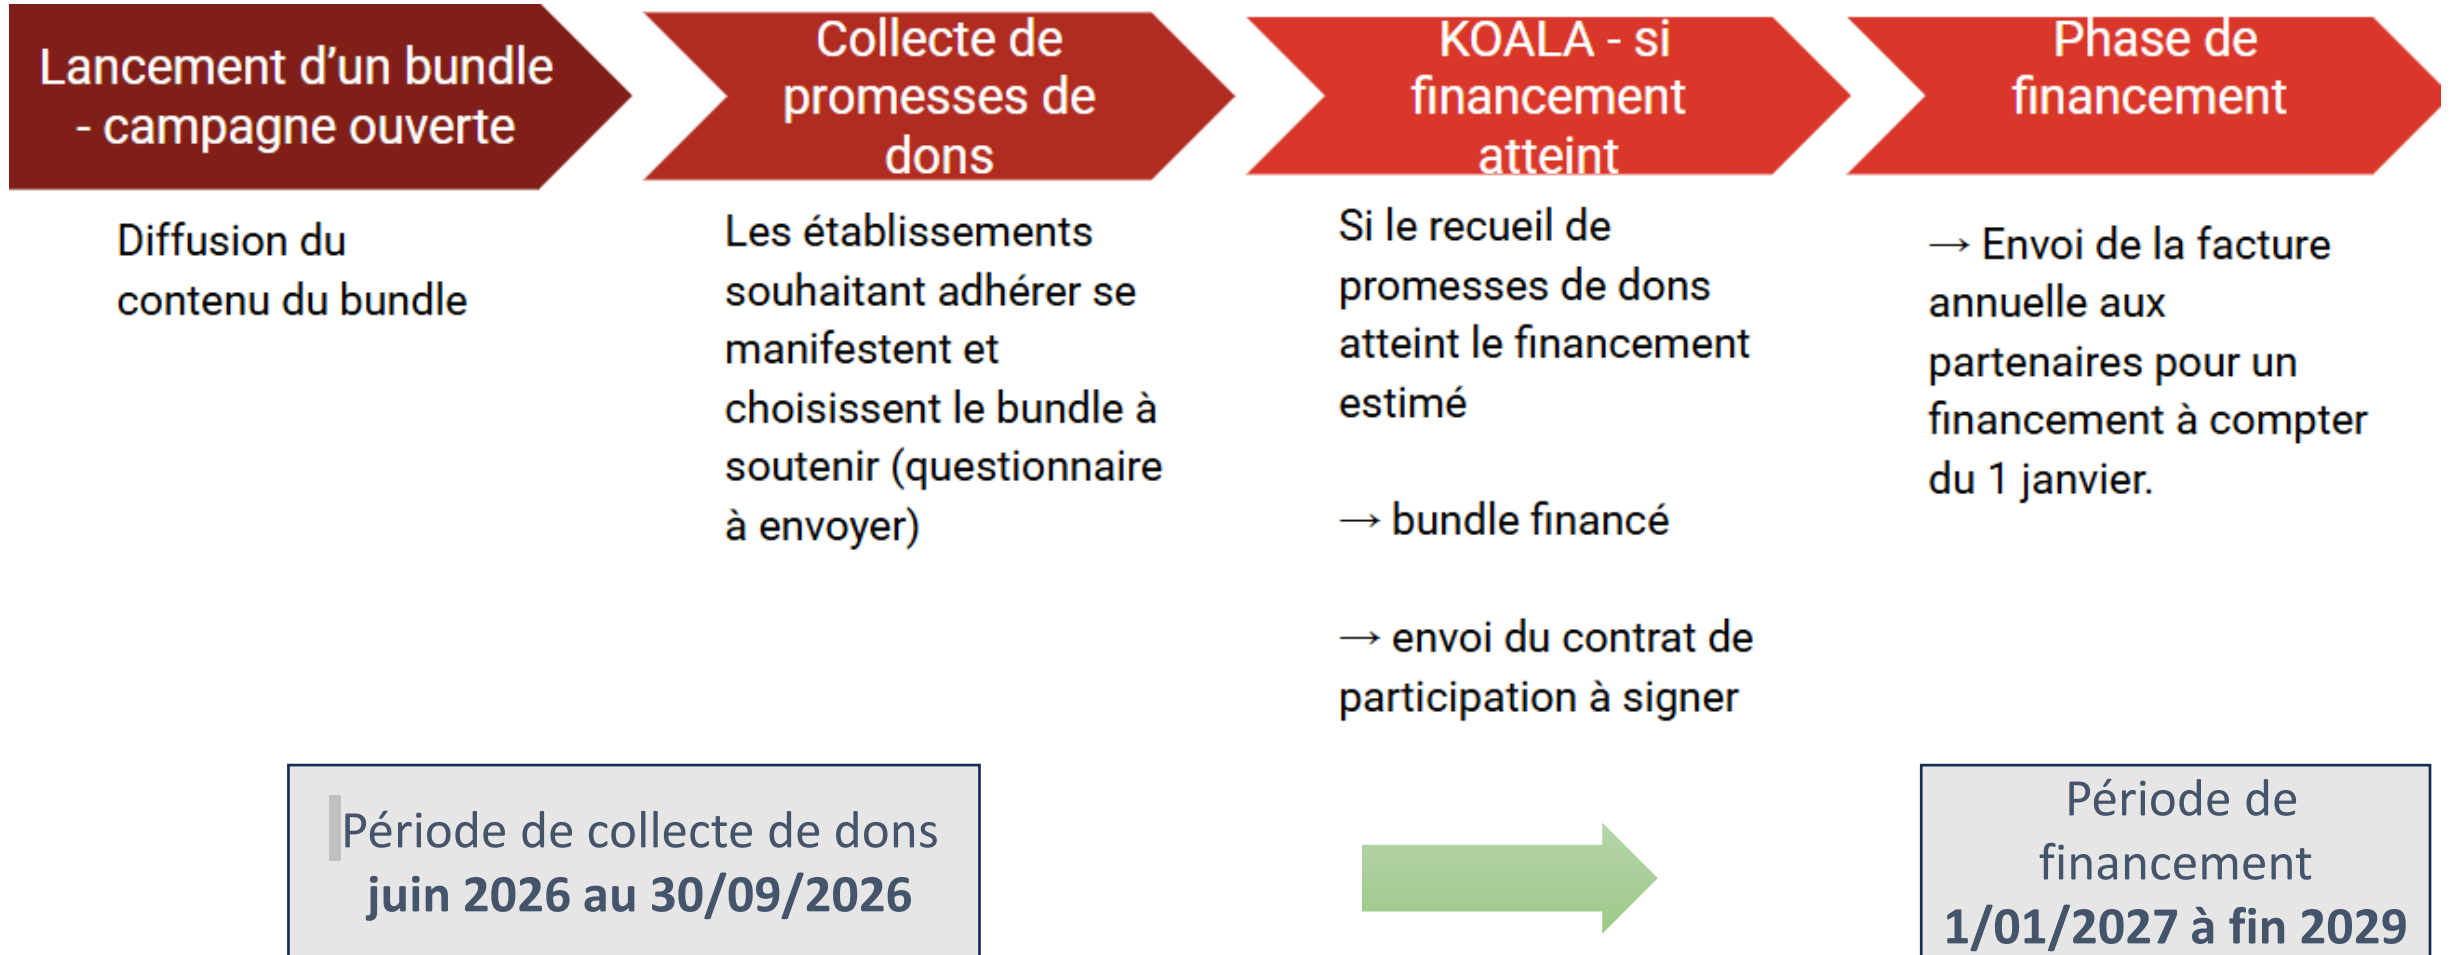 Lancement d'un bundle
- campagne ouverte
Collecte de
promesses de
dons
KOALA - si
financement
atteint
Phase de
financement
Diffusion du
contenu du bundle
Les établissements
souhaitant adhérer se
manifestent et
choisissent le bundle à
soutenir (questionnaire
à envoyer)
Si le recueil de
promesses de dons
atteint le financement
estimé
→ bundle financé
→ envoi du contrat de
participation à signer
→ Envoi de la facture
annuelle aux
partenaires pour un
financement à compter
du 1 janvier.
Période de collecte de dons
juin 2026 au 30/09/2026
Période de
financement
1/01/2027 à fin 2029